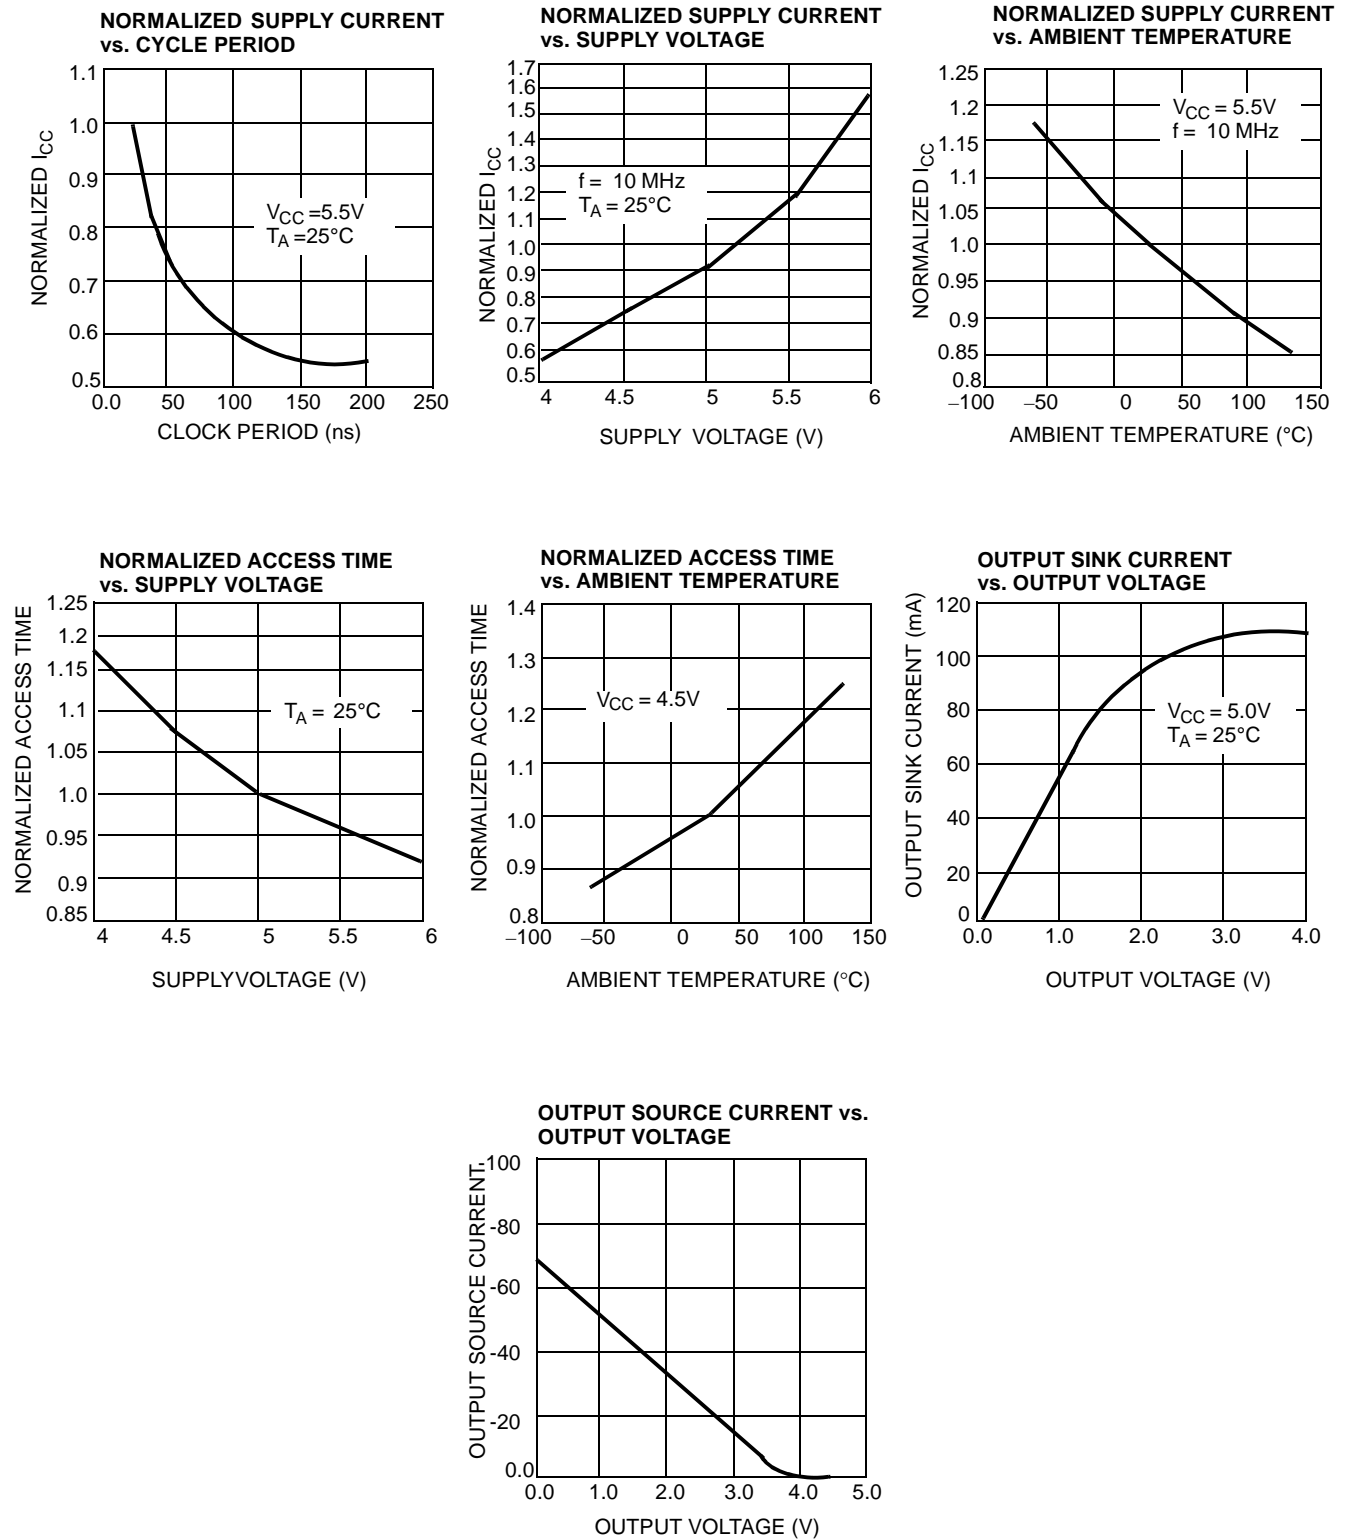 NORMALIZED SUPPLY CURRENT
vs. CYCLE PERIOD
1.1
1.0
0.9
0.8
0.7
0.6
0.5
NORMALIZED ICC
VCC =5.5V
TA =25°C
0.0 50 100 150 200 250
CLOCK PERIOD (ns)
NORMALIZED SUPPLY CURRENT
vs. SUPPLY VOLTAGE
1.7
1.6
1.5
1.4
1.3
1.2
1.2
1.0
0.9
0.8
0.7
0.6
0.5
NORMALIZED ICC
f = 10 MHz
TA = 25°C
4 4.5 5 5.5 6
SUPPLY VOLTAGE (V)
NORMALIZED SUPPLY CURRENT
vs. AMBIENT TEMPERATURE
1.25
1.2
1.15
1.1
1.05
1.0
0.95
0.9
0.85
0.8
NORMALIZED ICC
VCC = 5.5V
f = 10 MHz
–100 –50 0 50 100 150
AMBIENT TEMPERATURE (°C)
NORMALIZED ACCESS TIME
vs. SUPPLY VOLTAGE
1.25
1.2
1.15
1.1
1.05
1.0
0.95
0.9
0.85
NORMALIZED ACCESS TIME
TA = 25°C
4 4.5 5 5.5 6
SUPPLYVOLTAGE (V)
NORMALIZED ACCESS TIME
vs. AMBIENT TEMPERATURE
1.4
1.3
1.2
1.1
1.0
0.9
0.8
NORMALIZED ACCESS TIME
VCC = 4.5V
–100 –50 0 50 100 150
AMBIENT TEMPERATURE (°C)
OUTPUT SINK CURRENT
vs. OUTPUT VOLTAGE
120
100
80
60
40
20
0
OUTPUT SINK CURRENT (mA)
VCC = 5.0V
TA = 25°C
0.0 1.0 2.0 3.0 4.0
OUTPUT VOLTAGE (V)
OUTPUT SOURCE CURRENT vs.
OUTPUT VOLTAGE
-100
-80
-60
-40
-20
0.0
OUTPUT SOURCE CURRENT
0.0 1.0 2.0 3.0 4.0 5.0
OUTPUT VOLTAGE (V)